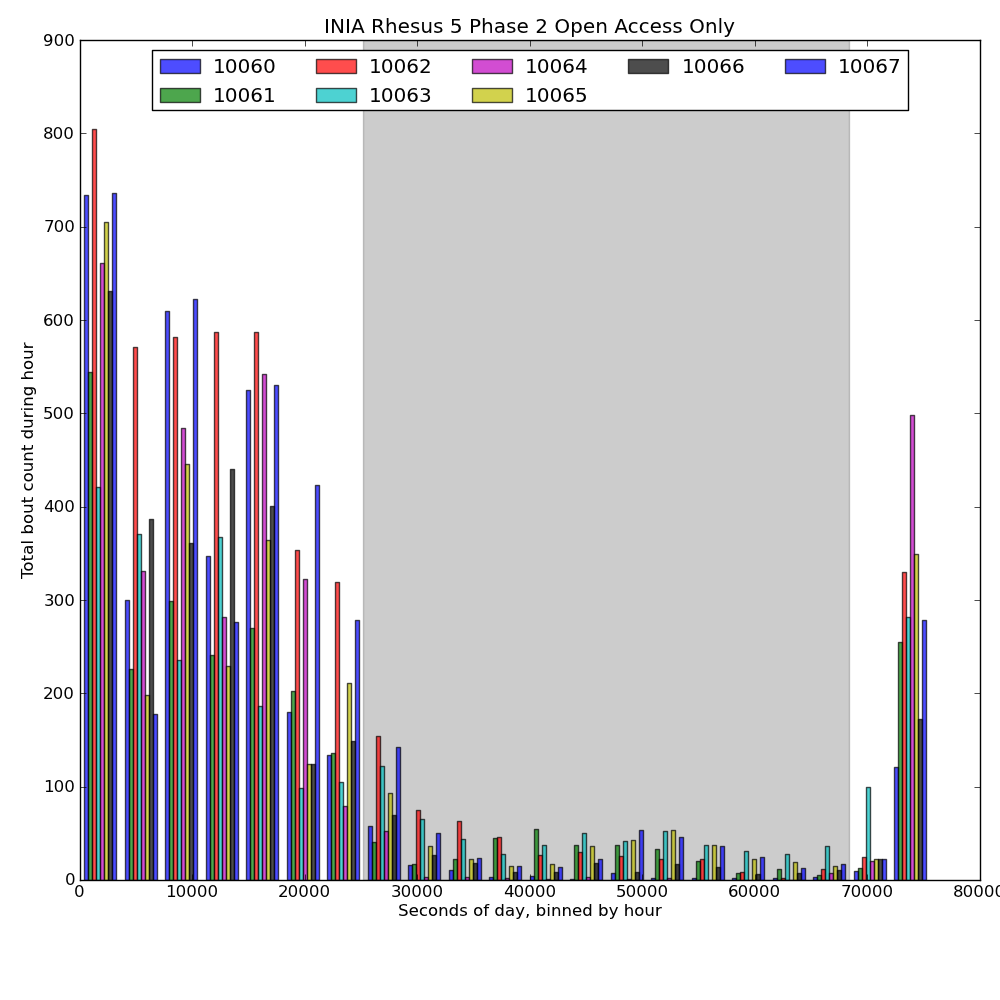 INIA Rhesus 5 Phase 2 Open Access Only
10060 10062 10064 10066 10067
10061 10063 10065
900
800
700
600
500
400
300
200
100
0
Total bout count during hour
0 10000 20000 30000 40000 50000 60000 70000 80000
Seconds of day, binned by hour